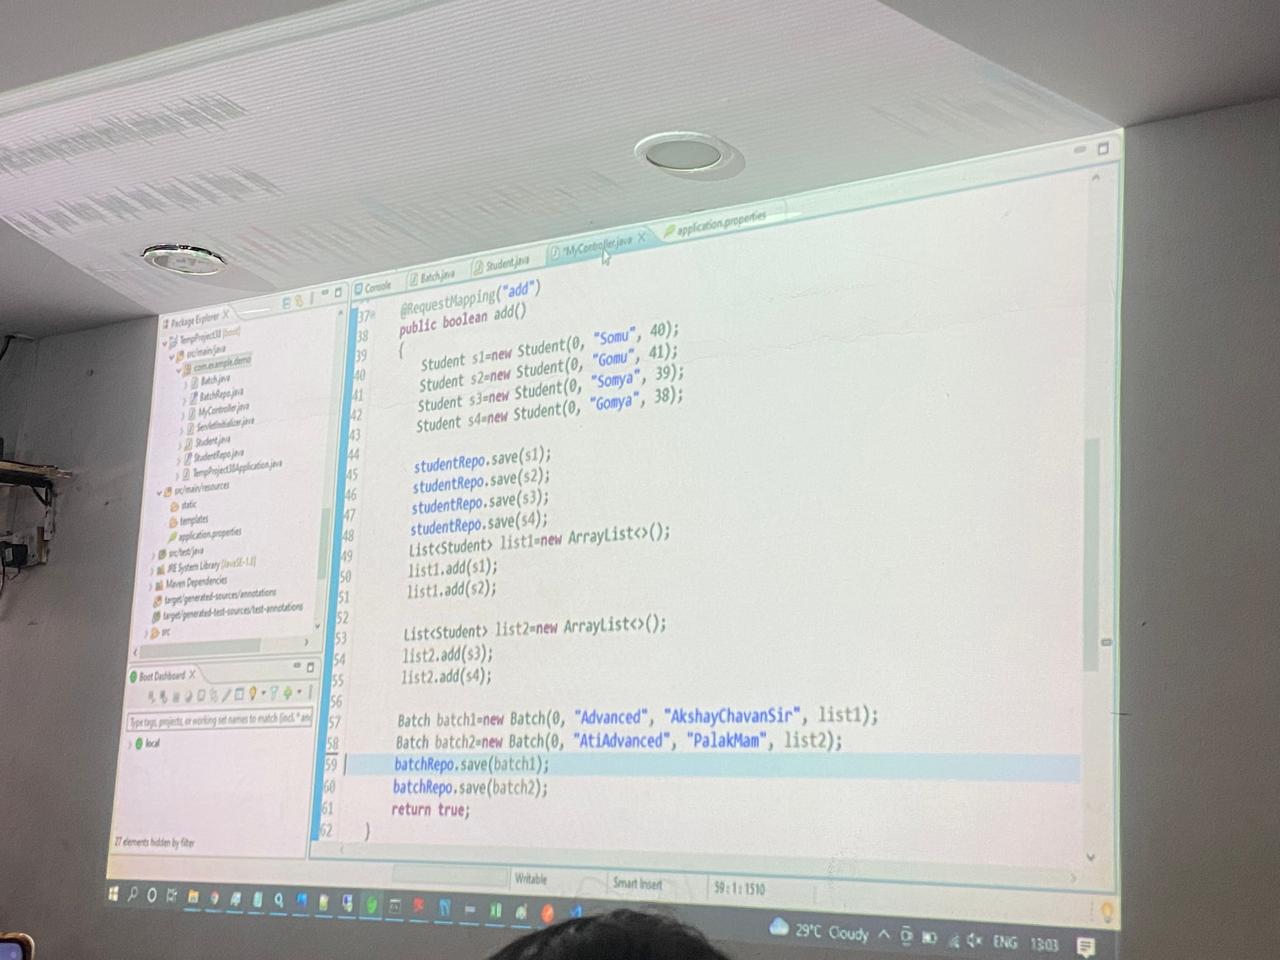 Package Explorer
TempProject38 [boot]
src/main/java
com.example.demo
Batch.java
BatchRepo.java
MyController.java
ServletInitializer.java
Student.java
StudentRepo.java
TempProject38Application.java
src/main/resources
static
templates
application.properties
src/test/java
JRE System Library [JavaSE-1.8]
Maven Dependencies
target/generated-sources/annotations
target/generated-test-sources/test-annotations
src
Boot Dashboard
Type tags, projects, or working set names to match (incl. * and
local
27 elements hidden by filter
Console Batch.java Student.java *MyController.java application.properties
37 @RequestMapping("add")
38 public boolean add()
39 {
40 Student s1=new Student(0, "Somu", 40);
41 Student s2=new Student(0, "Gomu", 41);
42 Student s3=new Student(0, "Somya", 39);
43 Student s4=new Student(0, "Gomya", 38);
44
45 studentRepo.save(s1);
46 studentRepo.save(s2);
47 studentRepo.save(s3);
48 studentRepo.save(s4);
49 List<Student> list1=new ArrayList<>();
50 list1.add(s1);
51 list1.add(s2);
52
53 List<Student> list2=new ArrayList<>();
54 list2.add(s3);
55 list2.add(s4);
56
57 Batch batch1=new Batch(0, "Advanced", "AkshayChavanSir", list1);
58 Batch batch2=new Batch(0, "AtiAdvanced", "PalakMam", list2);
59 batchRepo.save(batch1);
60 batchRepo.save(batch2);
61 return true;
62 }
Writable Smart Insert 59 : 1 : 1510
29°C Cloudy ENG 13:03